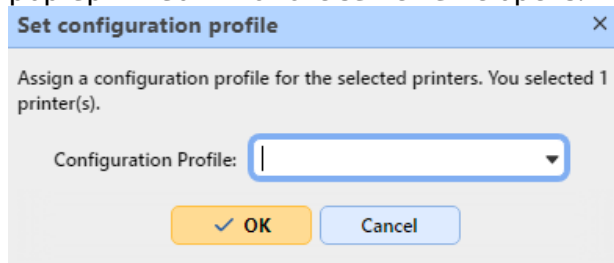 Set configuration profile
Assign a configuration profile for the selected printers. You selected 1
printer(s).
Configuration Profile:
OK
Cancel